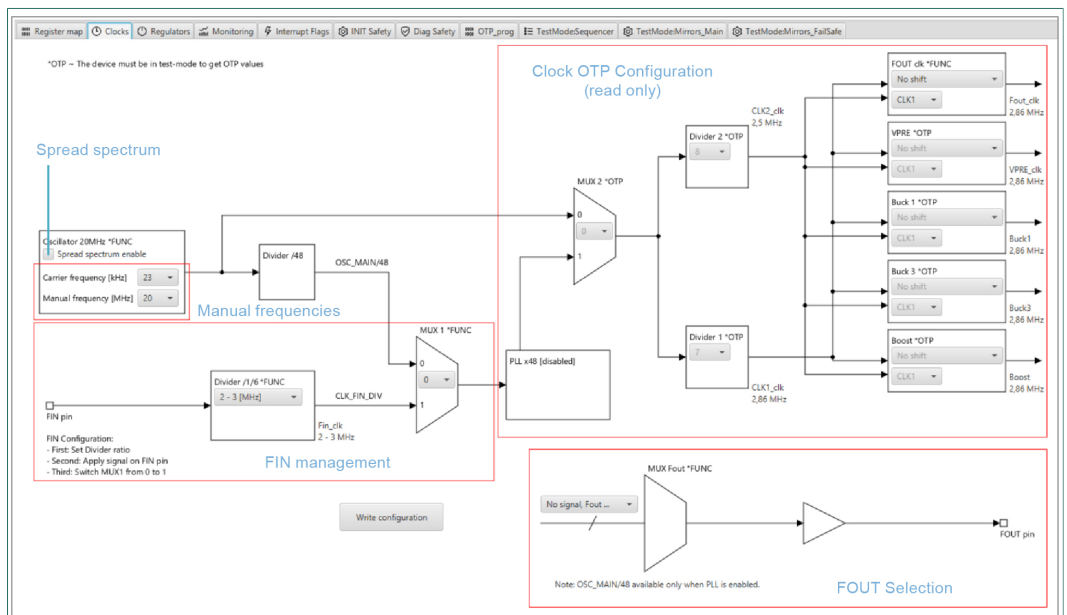 Register map Clocks Regulators Monitoring Interrupt Flags INIT Safety Diag Safety OTP_prog TestMode:Sequencer TestMode:Mirrors_Main TestMode:Mirrors_FailSafe
*OTP ~ The device must be in test-mode to get OTP values
Clock OTP Configuration
(read only)
Spread spectrum
Oscillator 20MHz *FUNC
Spread spectrum enable
Carrier frequency [kHz] 23
Manual frequency [MHz] 20
Manual frequencies
Divider /48
OSC_MAIN/48
MUX 2 *OTP
0
0
1
Divider 2 *OTP
8
CLK2_clk
2,5 MHz
Divider 1 *OTP
7
CLK1_clk
2,86 MHz
FOUT clk *FUNC
No shift
CLK1
Fout_clk
2,86 MHz
VPRE *OTP
No shift
CLK1
VPRE_clk
2,86 MHz
Buck 1 *OTP
No shift
CLK1
Buck1
2,86 MHz
Buck 3 *OTP
No shift
CLK1
Buck3
2,86 MHz
Boost *OTP
No shift
CLK1
Boost
2,86 MHz
MUX 1 *FUNC
0
0
1
PLL x48 [disabled]
Divider /1/6 *FUNC
2 - 3 [MHz]
CLK_FIN_DIV
Fin_clk
2 - 3 MHz
FIN pin
FIN Configuration:
- First: Set Divider ratio
- Second: Apply signal on FIN pin
- Third: Switch MUX1 from 0 to 1
FIN management
Write configuration
MUX Fout *FUNC
No signal, Fout ...
FOUT pin
Note: OSC_MAIN/48 available only when PLL is enabled.
FOUT Selection